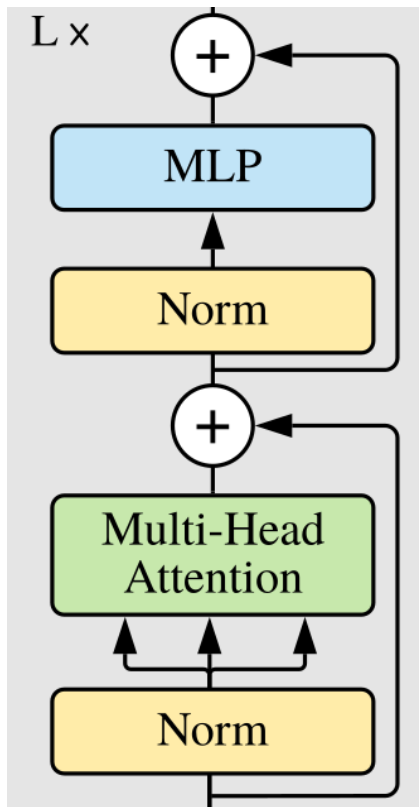 L ×
+
MLP
Norm
+
Multi-Head
Attention
Norm